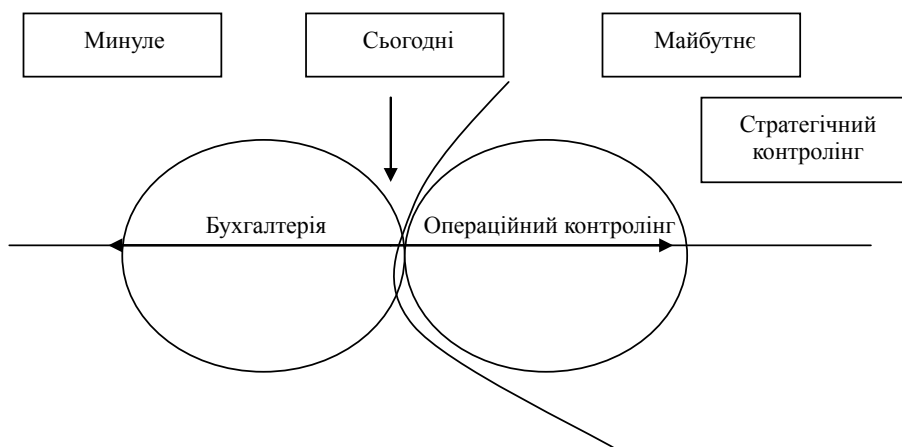 Минуле
Сьогодні
Майбутнє
Стратегічний
контролінг
Бухгалтерія
Операційний контролінг